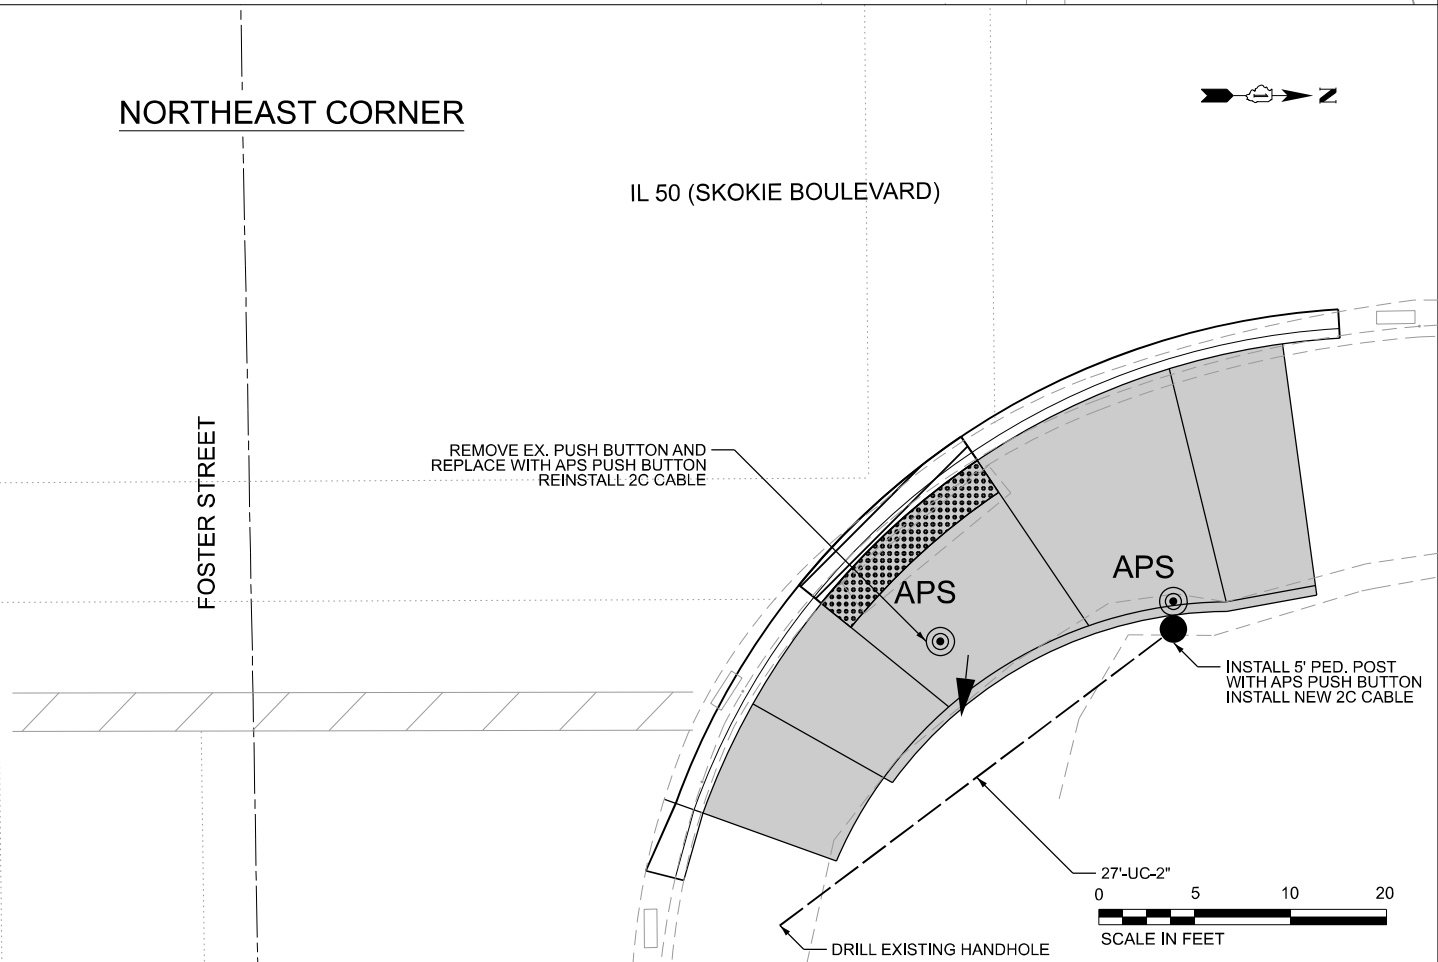 NORTHEAST CORNER
N
IL 50 (SKOKIE BOULEVARD)
REMOVE EX. PUSH BUTTON AND
REPLACE WITH APS PUSH BUTTON
REINSTALL 2C CABLE
FOSTER STREET
APS
APS
INSTALL 5' PED. POST
WITH APS PUSH BUTTON
INSTALL NEW 2C CABLE
27'-UC-2"
0 5 10 20
SCALE IN FEET
DRILL EXISTING HANDHOLE